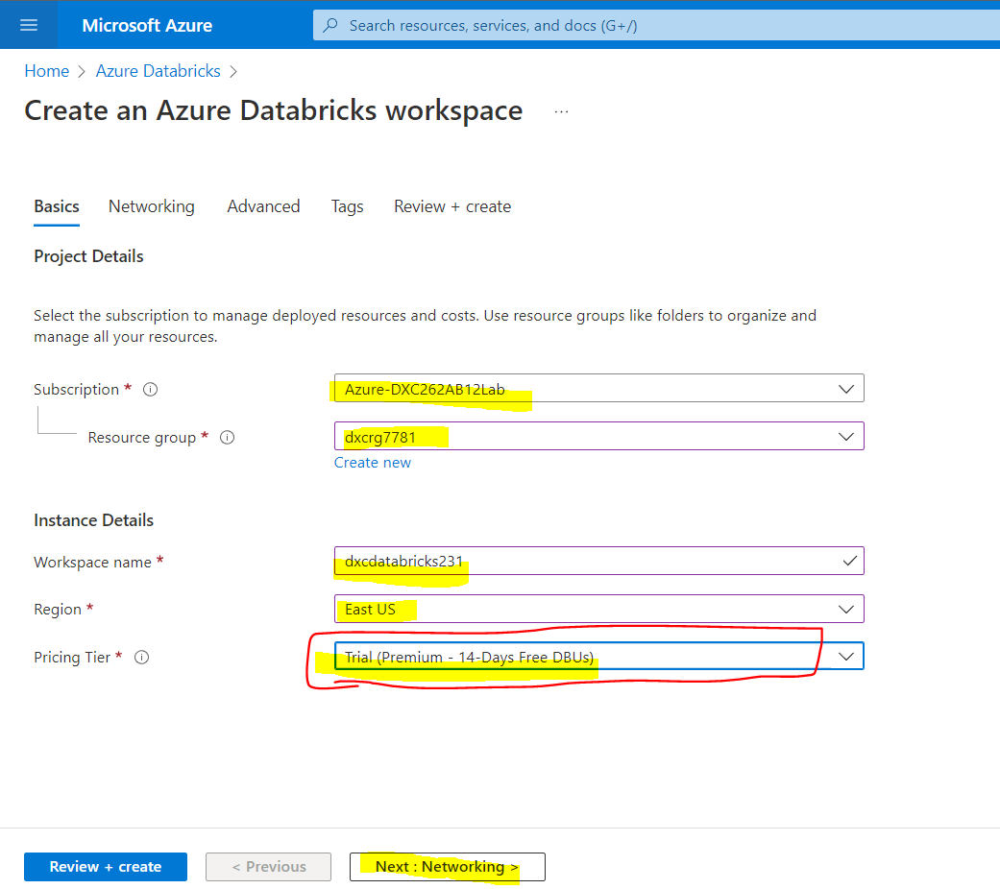 Microsoft Azure
Search resources, services, and docs (G+/)
Home > Azure Databricks >
Create an Azure Databricks workspace ...
Basics Networking Advanced Tags Review + create
Project Details
Select the subscription to manage deployed resources and costs. Use resource groups like folders to organize and
manage all your resources.
Subscription * Azure-DXC262AB12Lab
Resource group * dxcrg7781
Create new
Instance Details
Workspace name * dxcdatabricks231
Region * East US
Pricing Tier * Trial (Premium - 14-Days Free DBUs)
Review + create < Previous Next : Networking >